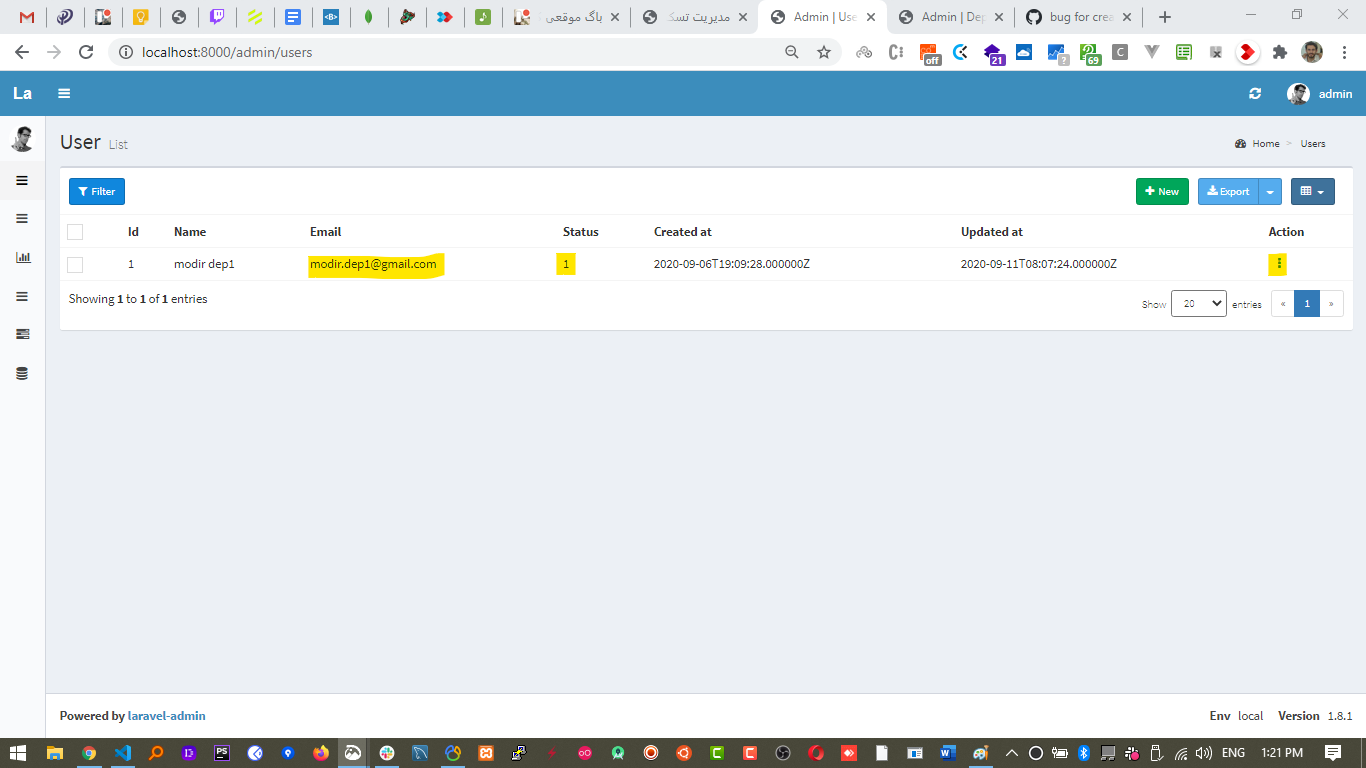 باگ موقعی
مدیریت تسک
Admin | Use
Admin | Dep
bug for crea
localhost:8000/admin/users
off
21
?
69
La
admin
User List
Home > Users
Filter
New
Export
Id Name Email Status Created at Updated at Action
1 modir dep1 modir.dep1@gmail.com 1 2020-09-06T19:09:28.000000Z 2020-09-11T08:07:24.000000Z
Showing 1 to 1 of 1 entries
Show 20 entries « 1 »
Powered by laravel-admin
Env local Version 1.8.1
ENG 1:21 PM